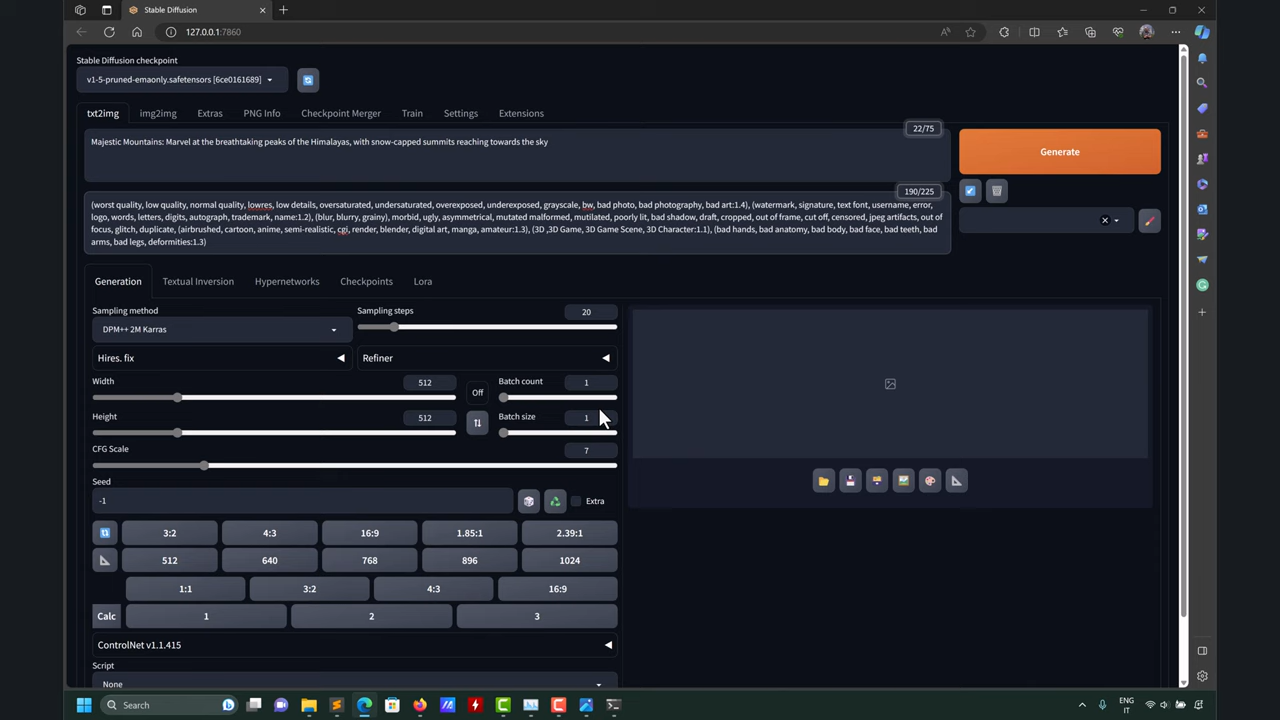 Stable Diffusion
127.0.0.1:7860
Stable Diffusion checkpoint
v1-5-pruned-emaonly.safetensors [6ce0161689]
txt2img
img2img
Extras
PNG Info
Checkpoint Merger
Train
Settings
Extensions
22/75
Majestic Mountains: Marvel at the breathtaking peaks of the Himalayas, with snow-capped summits reaching towards the sky
Generate
190/225
(worst quality, low quality, normal quality, lowres, low details, oversaturated, undersaturated, overexposed, underexposed, grayscale, bw, bad photo, bad photography, bad art:1.4), (watermark, signature, text font, username, error,
logo, words, letters, digits, autograph, trademark, name:1.2), (blur, blurry, grainy), morbid, ugly, asymmetrical, mutated malformed, mutilated, poorly lit, bad shadow, draft, cropped, out of frame, cut off, censored, jpeg artifacts, out of
focus, glitch, duplicate, (airbrushed, cartoon, anime, semi-realistic, cgi, render, blender, digital art, manga, amateur:1.3), (3D ,3D Game, 3D Game Scene, 3D Character:1.1), (bad hands, bad anatomy, bad body, bad face, bad teeth, bad
arms, bad legs, deformities:1.3)
Generation
Textual Inversion
Hypernetworks
Checkpoints
Lora
Sampling method
Sampling steps
20
DPM++ 2M Karras
Hires. fix
Refiner
Width
512
Off
Batch count
1
Height
512
Batch size
1
CFG Scale
7
Seed
-1
Extra
3:2
4:3
16:9
1.85:1
2.39:1
512
640
768
896
1024
1:1
3:2
4:3
16:9
Calc
1
2
3
ControlNet v1.1.415
Script
None
Search
ENG
IT